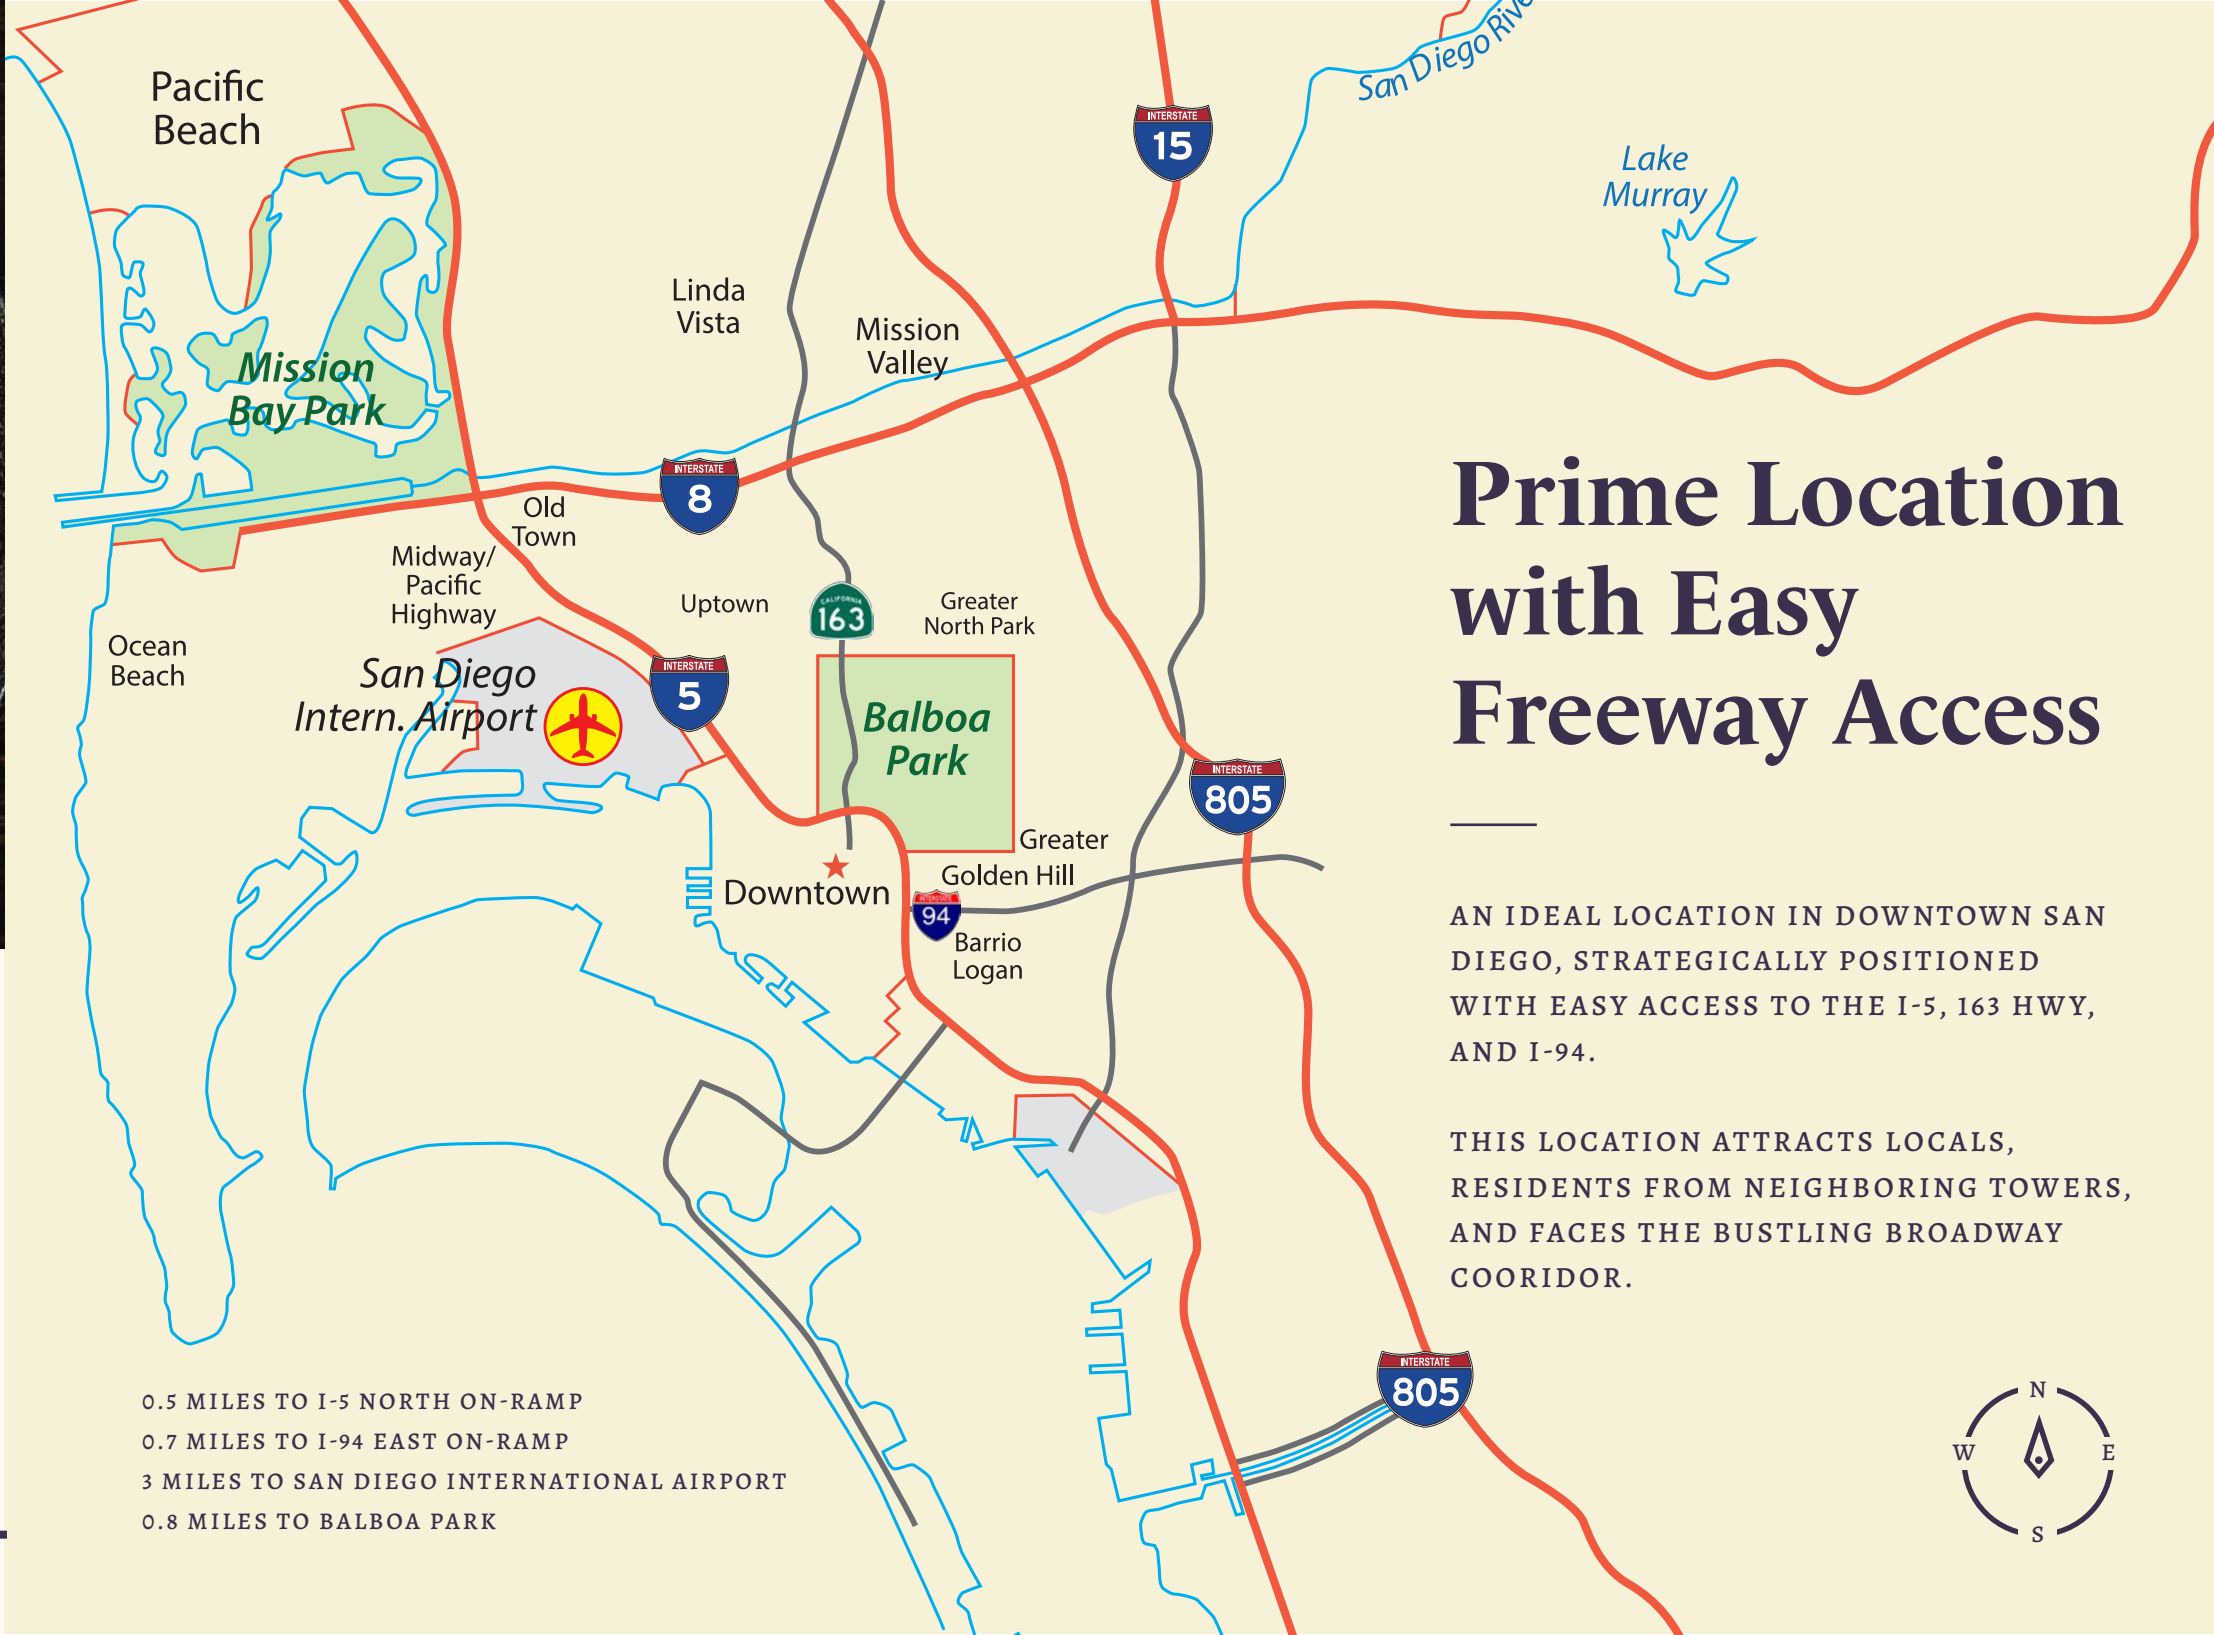 Pacific
Beach
San Diego Rive
INTERSTATE
15
Lake
Murray
Linda
Vista
Mission
Valley
Mission
Bay Park
INTERSTATE
8
Old
Town
Midway/
Pacific
Highway
Uptown
CALIFORNIA
163
Greater
North Park
Ocean
Beach
San Diego
Intern. Airport
INTERSTATE
5
Balboa
Park
INTERSTATE
805
Greater
Golden Hill
Downtown
INTERSTATE
94
Barrio
Logan
INTERSTATE
805
Prime Location
with Easy
Freeway Access
AN IDEAL LOCATION IN DOWNTOWN SAN
DIEGO, STRATEGICALLY POSITIONED
WITH EASY ACCESS TO THE I-5, 163 HWY,
AND I-94.
THIS LOCATION ATTRACTS LOCALS,
RESIDENTS FROM NEIGHBORING TOWERS,
AND FACES THE BUSTLING BROADWAY
COORIDOR.
0.5 MILES TO I-5 NORTH ON-RAMP
0.7 MILES TO I-94 EAST ON-RAMP
3 MILES TO SAN DIEGO INTERNATIONAL AIRPORT
0.8 MILES TO BALBOA PARK
N
W
E
S